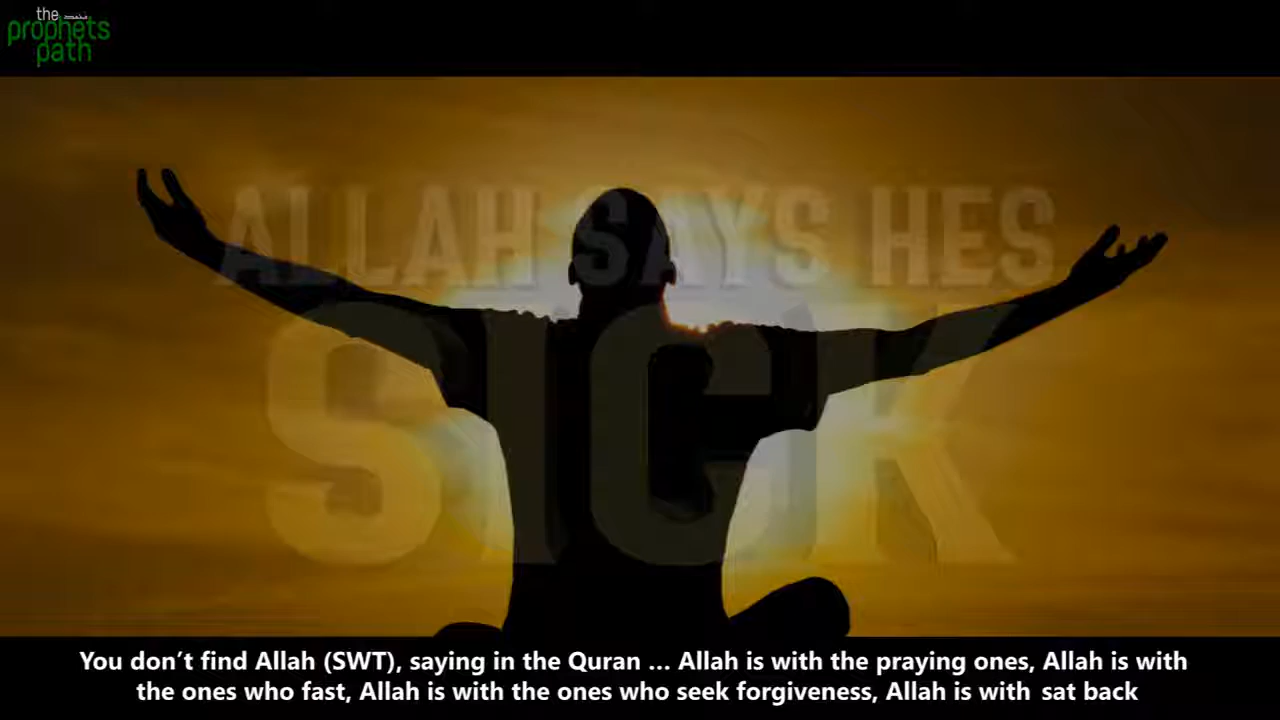 the
prophets
path
ALLAH SAYS HES
SICK
You don’t find Allah (SWT), saying in the Quran ... Allah is with the praying ones, Allah is with
the ones who fast, Allah is with the ones who seek forgiveness, Allah is with sat back